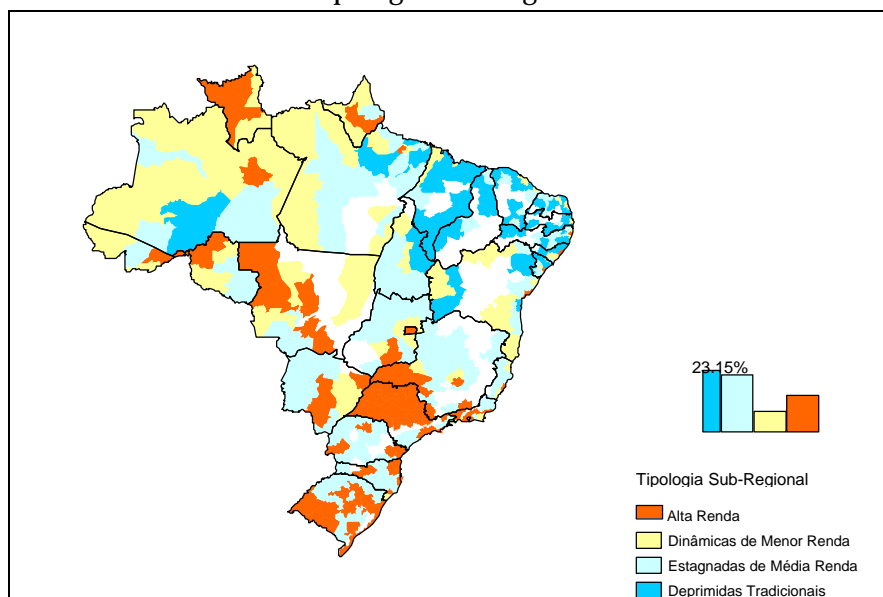 23.15%
Tipologia Sub-Regional
Alta Renda
Dinâmicas de Menor Renda
Estagnadas de Média Renda
Deprimidas Tradicionais